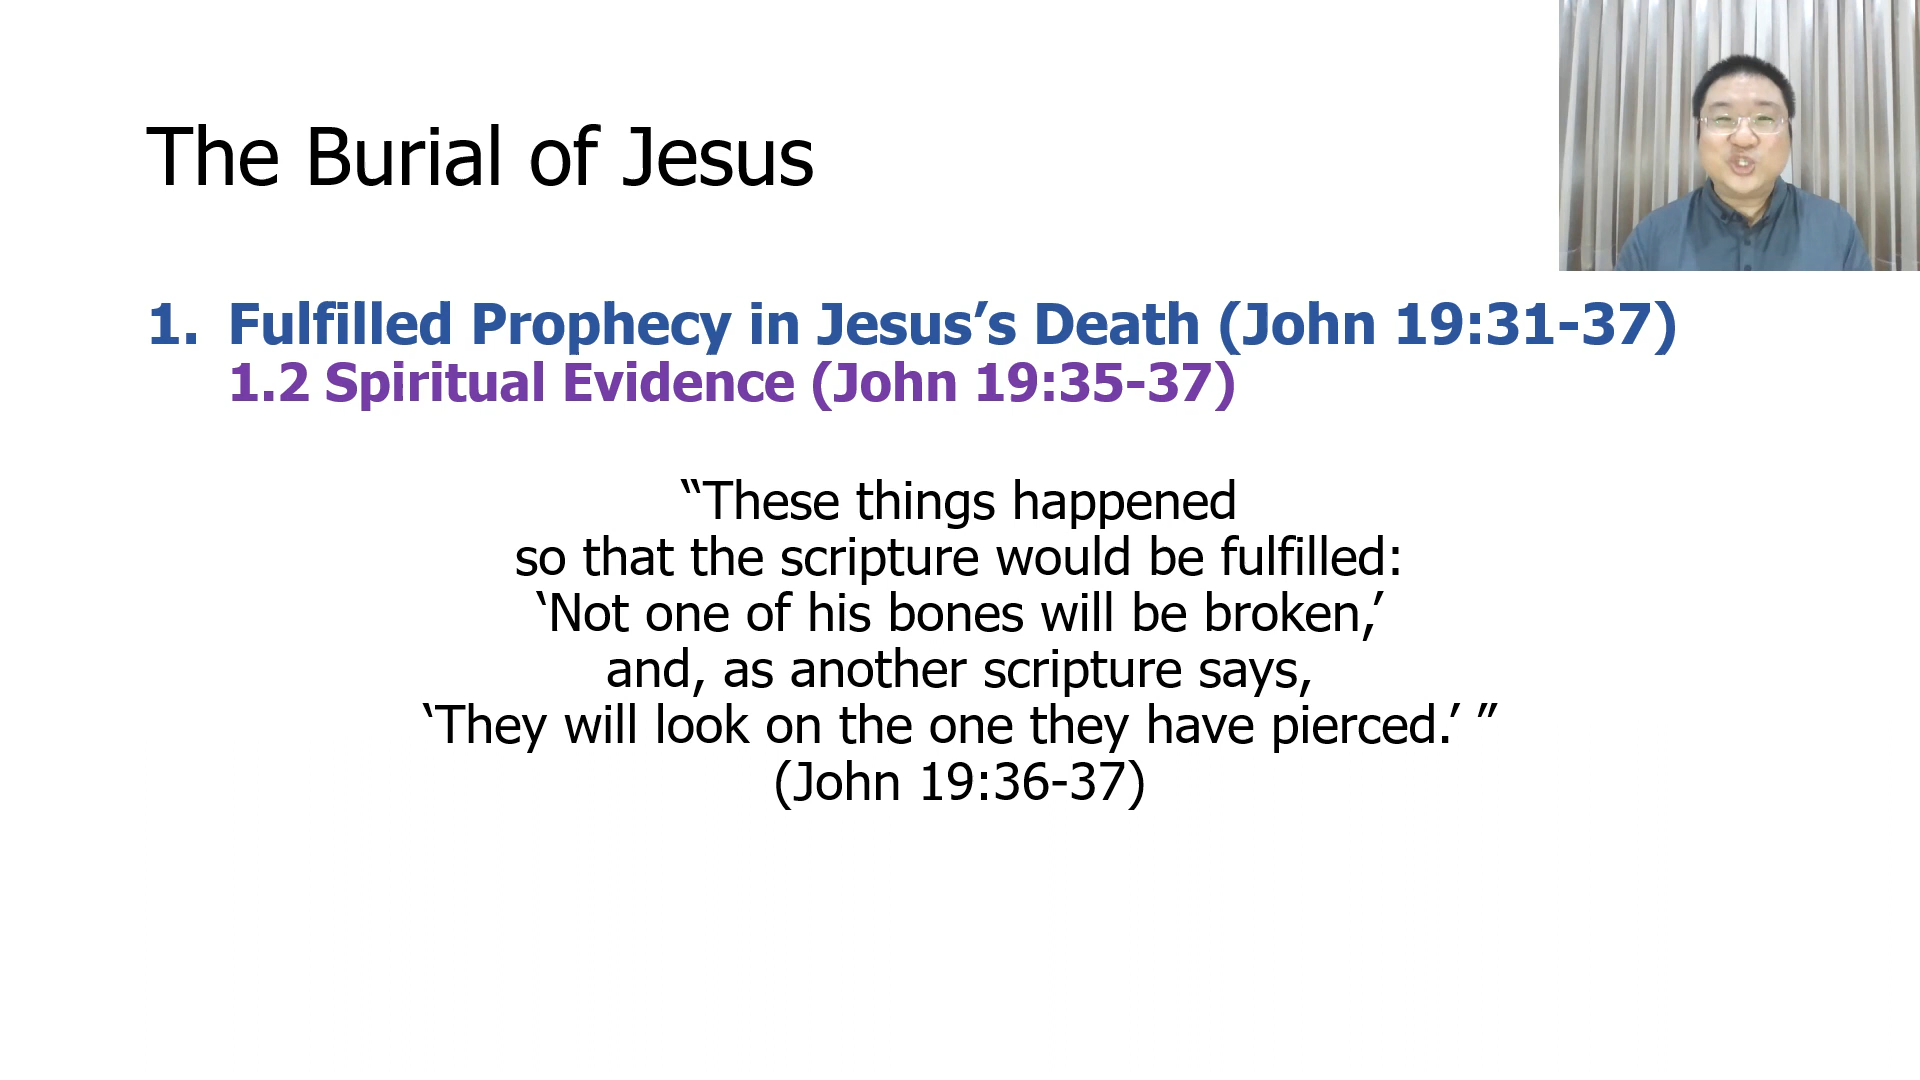 The Burial of Jesus
1. Fulfilled Prophecy in Jesus’s Death (John 19:31-37)
1.2 Spiritual Evidence (John 19:35-37)
“These things happened
so that the scripture would be fulfilled:
‘Not one of his bones will be broken,’
and, as another scripture says,
‘They will look on the one they have pierced.’ ”
(John 19:36-37)